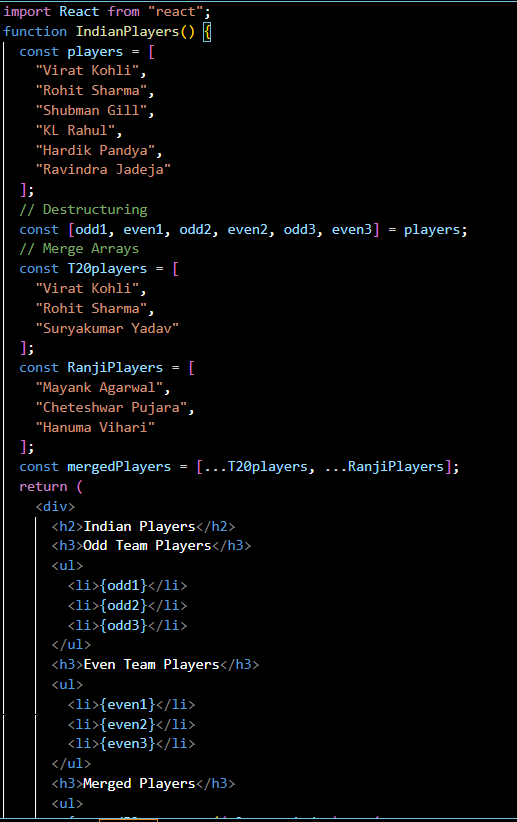 import React from "react";
function IndianPlayers() {
  const players = [
    "Virat Kohli",
    "Rohit Sharma",
    "Shubman Gill",
    "KL Rahul",
    "Hardik Pandya",
    "Ravindra Jadeja"
  ];
  // Destructuring
  const [odd1, even1, odd2, even2, odd3, even3] = players;
  // Merge Arrays
  const T20players = [
    "Virat Kohli",
    "Rohit Sharma",
    "Suryakumar Yadav"
  ];
  const RanjiPlayers = [
    "Mayank Agarwal",
    "Cheteshwar Pujara",
    "Hanuma Vihari"
  ];
  const mergedPlayers = [...T20players, ...RanjiPlayers];
  return (
    <div>
      <h2>Indian Players</h2>
      <h3>Odd Team Players</h3>
      <ul>
        <li>{odd1}</li>
        <li>{odd2}</li>
        <li>{odd3}</li>
      </ul>
      <h3>Even Team Players</h3>
      <ul>
        <li>{even1}</li>
        <li>{even2}</li>
        <li>{even3}</li>
      </ul>
      <h3>Merged Players</h3>
      <ul>